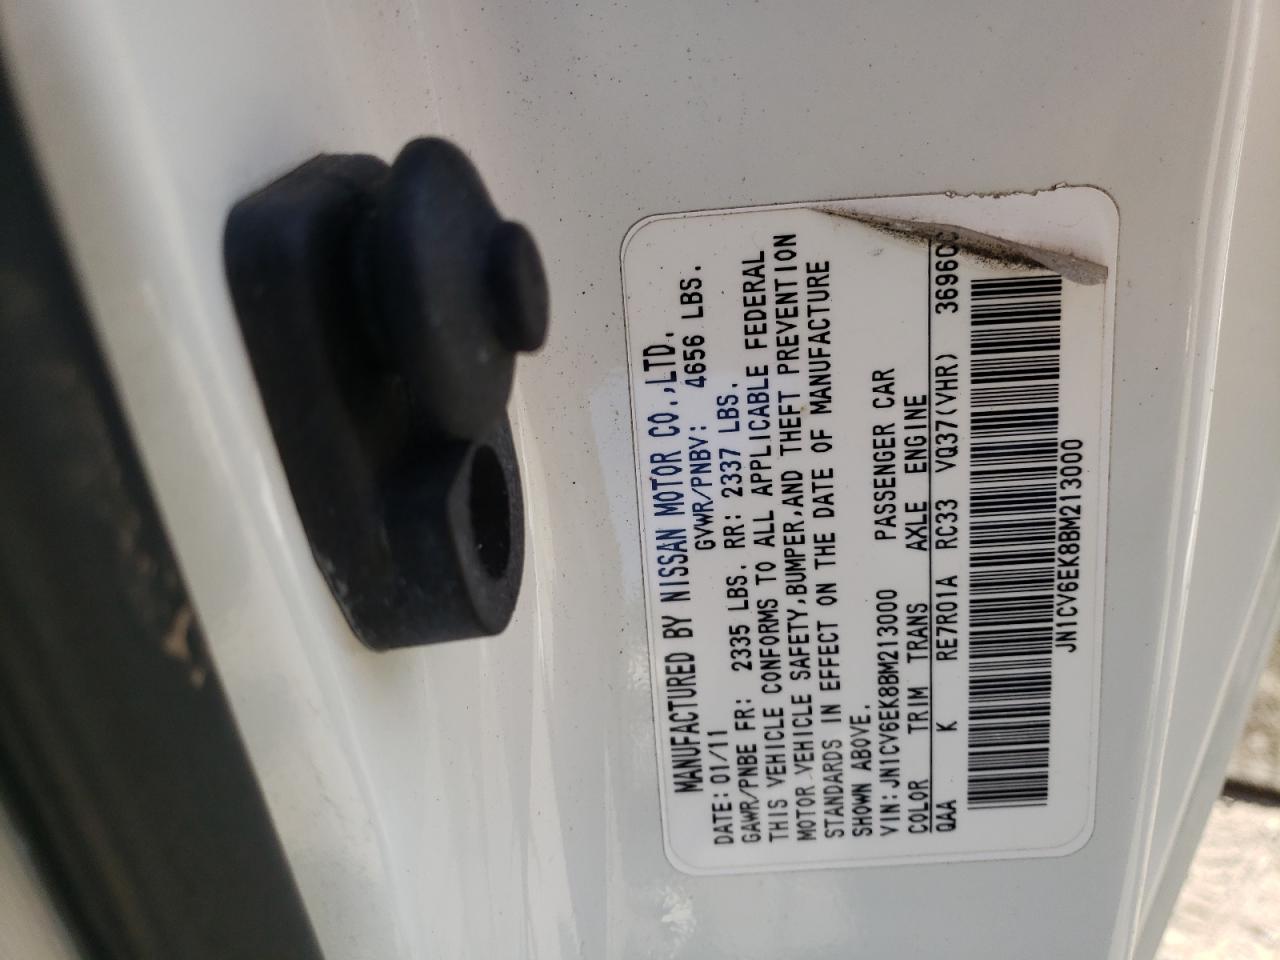 MANUFACTURED BY NISSAN MOTOR CO.,LTD.
DATE: 01/11 GVWR/PNBV: 4656 LBS.
GAWR/PNBE FR: 2335 LBS. RR: 2337 LBS.
THIS VEHICLE CONFORMS TO ALL APPLICABLE FEDERAL
MOTOR VEHICLE SAFETY,BUMPER,AND THEFT PREVENTION
STANDARDS IN EFFECT ON THE DATE OF MANUFACTURE
SHOWN ABOVE.
VIN:JN1CV6EK8BM213000 PASSENGER CAR
COLOR TRIM TRANS AXLE ENGINE
QAA K RE7R01A RC33 VQ37(VHR)
JN1CV6EK8BM213000